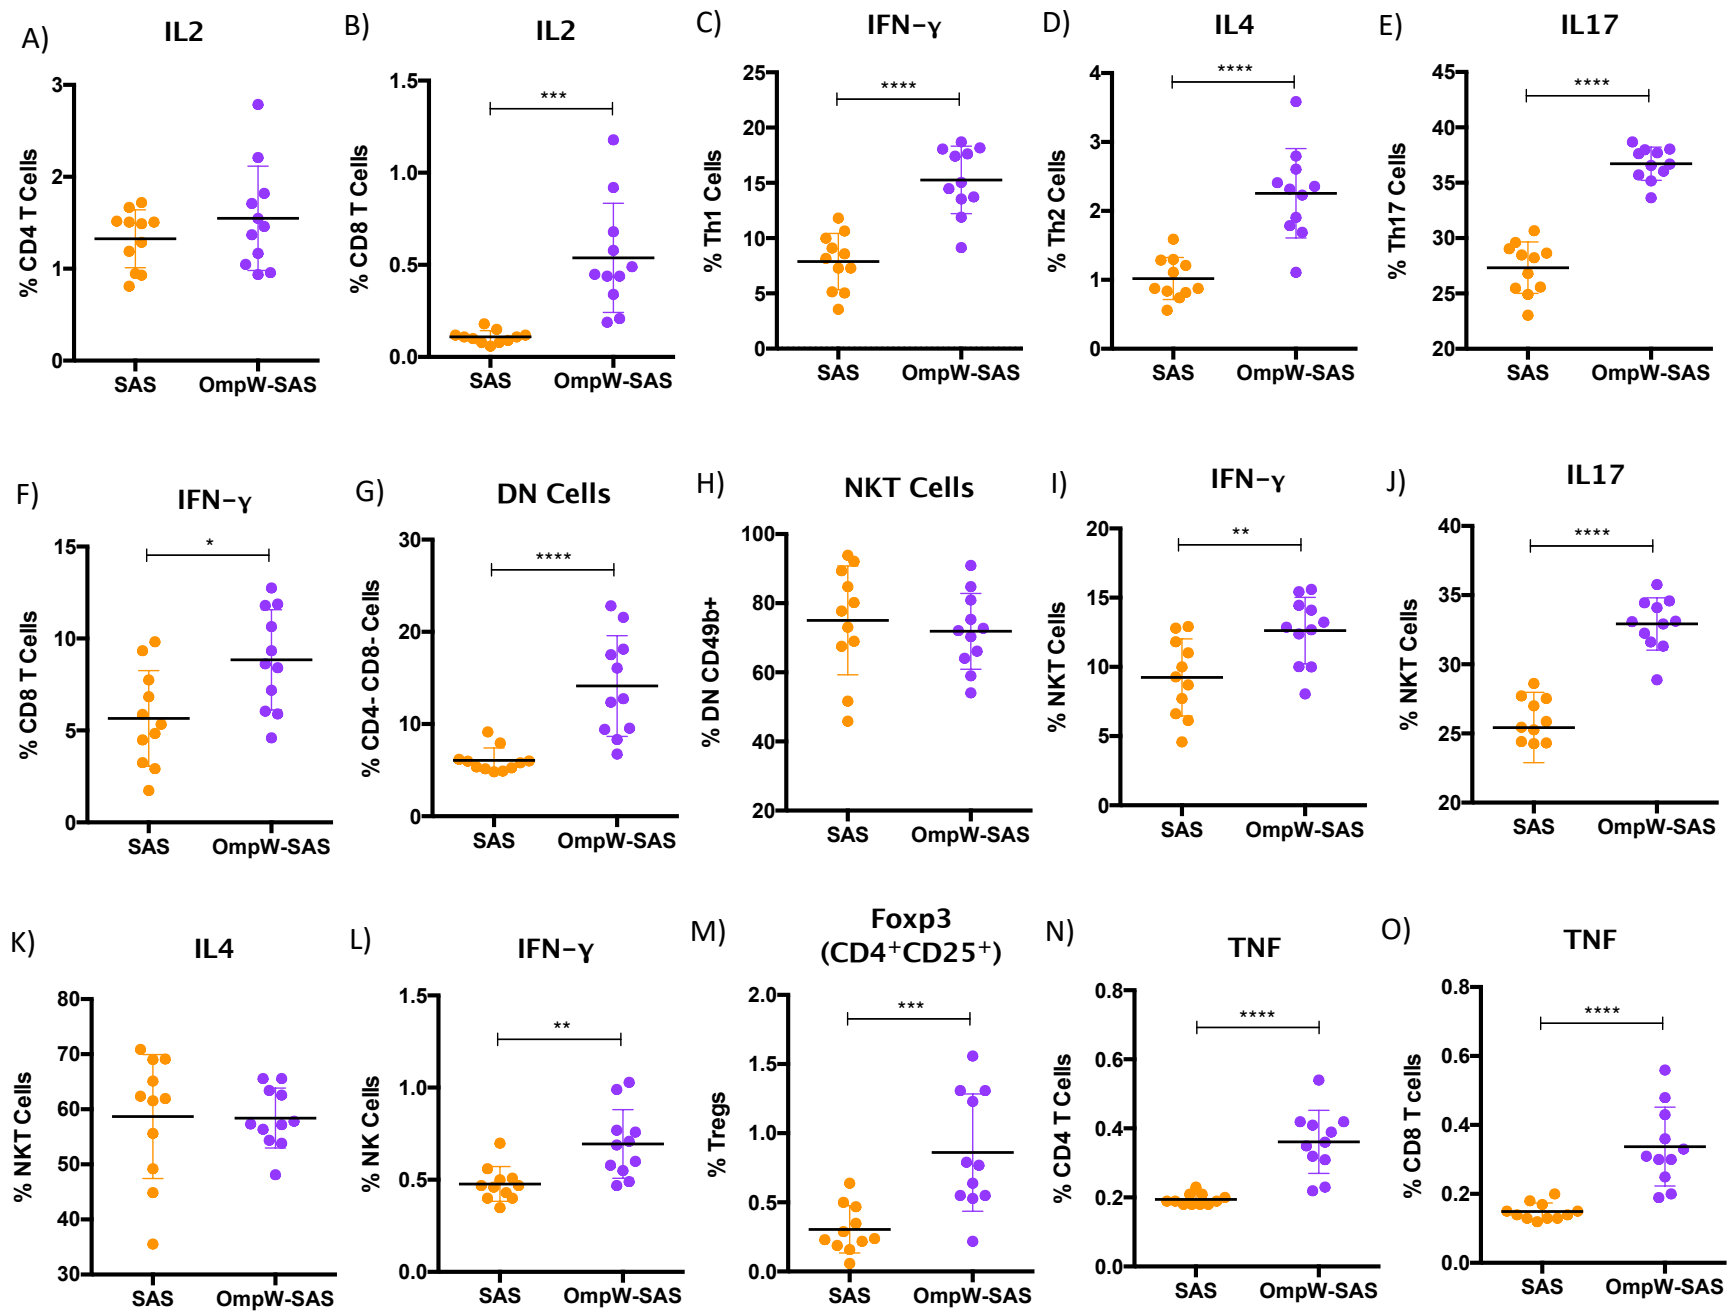 A) IL2
% CD4 T Cells
3
2
1
0
SAS OmpW-SAS
B) IL2
***
% CD8 T Cells
1.5
1.0
0.5
0.0
SAS OmpW-SAS
C) IFN-γ
****
% Th1 Cells
25
20
15
10
5
0
SAS OmpW-SAS
D) IL4
****
% Th2 Cells
4
3
2
1
0
SAS OmpW-SAS
E) IL17
****
% Th17 Cells
45
40
35
30
25
20
SAS OmpW-SAS
F) IFN-γ
*
% CD8 T Cells
15
10
5
0
SAS OmpW-SAS
G) DN Cells
****
% CD4- CD8- Cells
30
20
10
0
SAS OmpW-SAS
H) NKT Cells
% DN CD49b+
100
80
60
40
20
SAS OmpW-SAS
I) IFN-γ
**
% NKT Cells
20
15
10
5
0
SAS OmpW-SAS
J) IL17
****
% NKT Cells
40
35
30
25
20
SAS OmpW-SAS
K) IL4
% NKT Cells
80
70
60
50
40
30
SAS OmpW-SAS
L) IFN-γ
**
% NK Cells
1.5
1.0
0.5
0.0
SAS OmpW-SAS
M) Foxp3
(CD4⁺CD25⁺)
***
% Tregs
2.0
1.5
1.0
0.5
0.0
SAS OmpW-SAS
N) TNF
****
% CD4 T Cells
0.8
0.6
0.4
0.2
0.0
SAS OmpW-SAS
O) TNF
****
% CD8 T cells
0.8
0.6
0.4
0.2
0.0
SAS OmpW-SAS